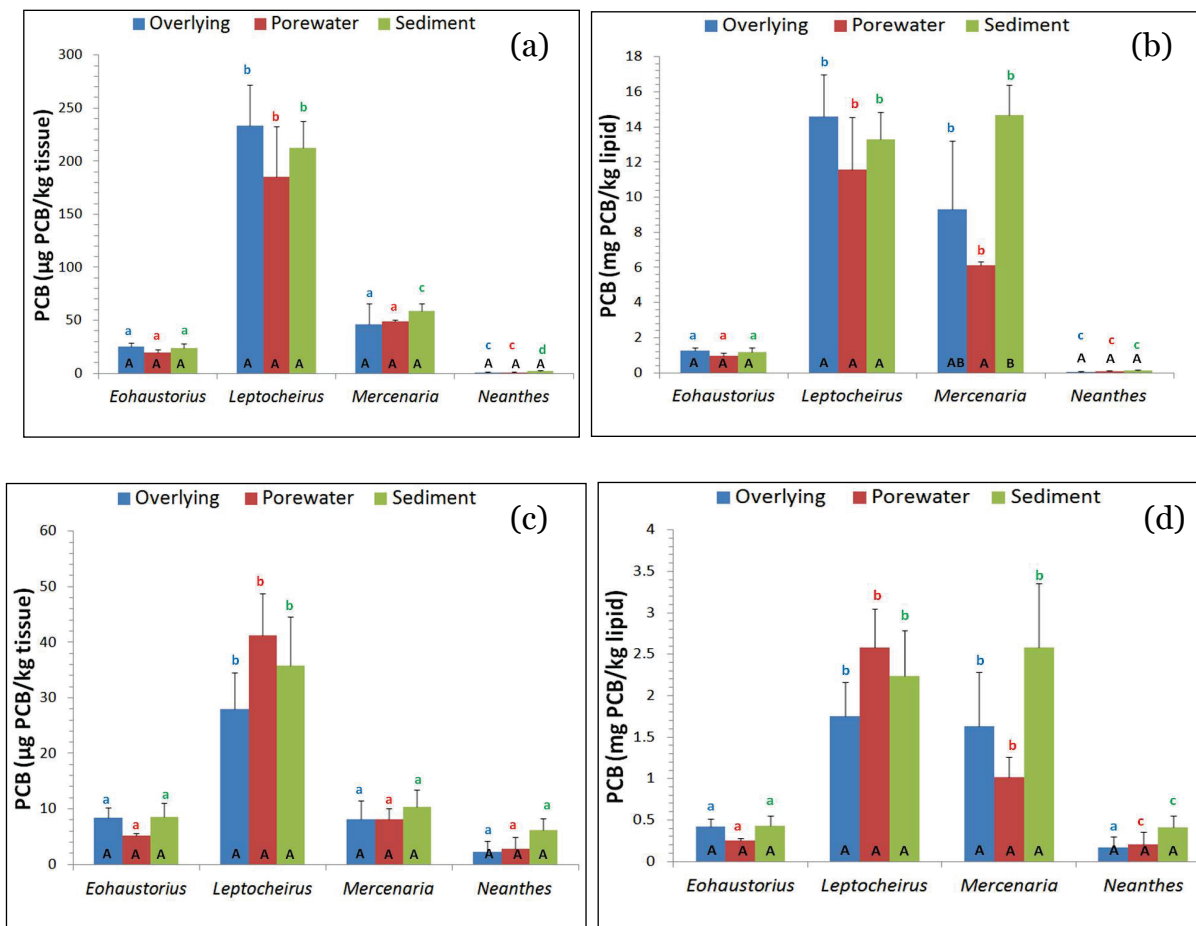 Overlying Porewater Sediment
(a)
PCB (µg PCB/kg tissue)
300
250
200
150
100
50
0
a a a
b b b
a a c
c c d
A A A
A A A
A A A
A A A
Eohaustorius Leptocheirus Mercenaria Neanthes
Overlying Porewater Sediment
(b)
PCB (mg PCB/kg lipid)
18
16
14
12
10
8
6
4
2
0
a a a
b b b
b b b
c c c
A A A
A A A
AB A B
A A A
Eohaustorius Leptocheirus Mercenaria Neanthes
Overlying Porewater Sediment
(c)
PCB (µg PCB/kg tissue)
60
50
40
30
20
10
0
a a a
b b b
a a a
a a a
A A A
A A A
A A A
A A A
Eohaustorius Leptocheirus Mercenaria Neanthes
Overlying Porewater Sediment
(d)
PCB (mg PCB/kg lipid)
4
3.5
3
2.5
2
1.5
1
0.5
0
a a a
b b b
b b b
a c c
A A A
A A A
A A A
A A A
Eohaustorius Leptocheirus Mercenaria Neanthes